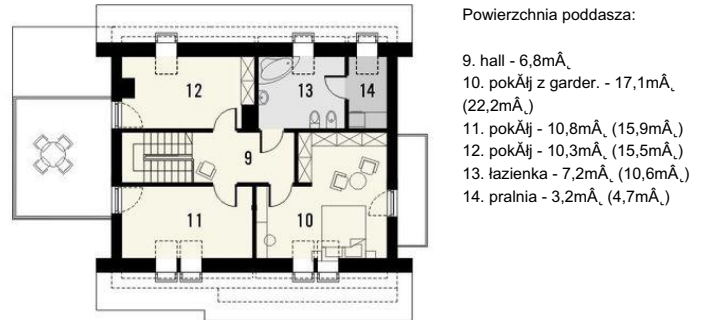 Powierzchnia poddasza:
9. hall - 6,8mÂ˛
10. pokĂłj z garder. - 17,1mÂ˛
(22,2mÂ˛)
11. pokĂłj - 10,8mÂ˛ (15,9mÂ˛)
12. pokĂłj - 10,3mÂ˛ (15,5mÂ˛)
13. łazienka - 7,2mÂ˛ (10,6mÂ˛)
14. pralnia - 3,2mÂ˛ (4,7mÂ˛)
12
13
14
9
11
10